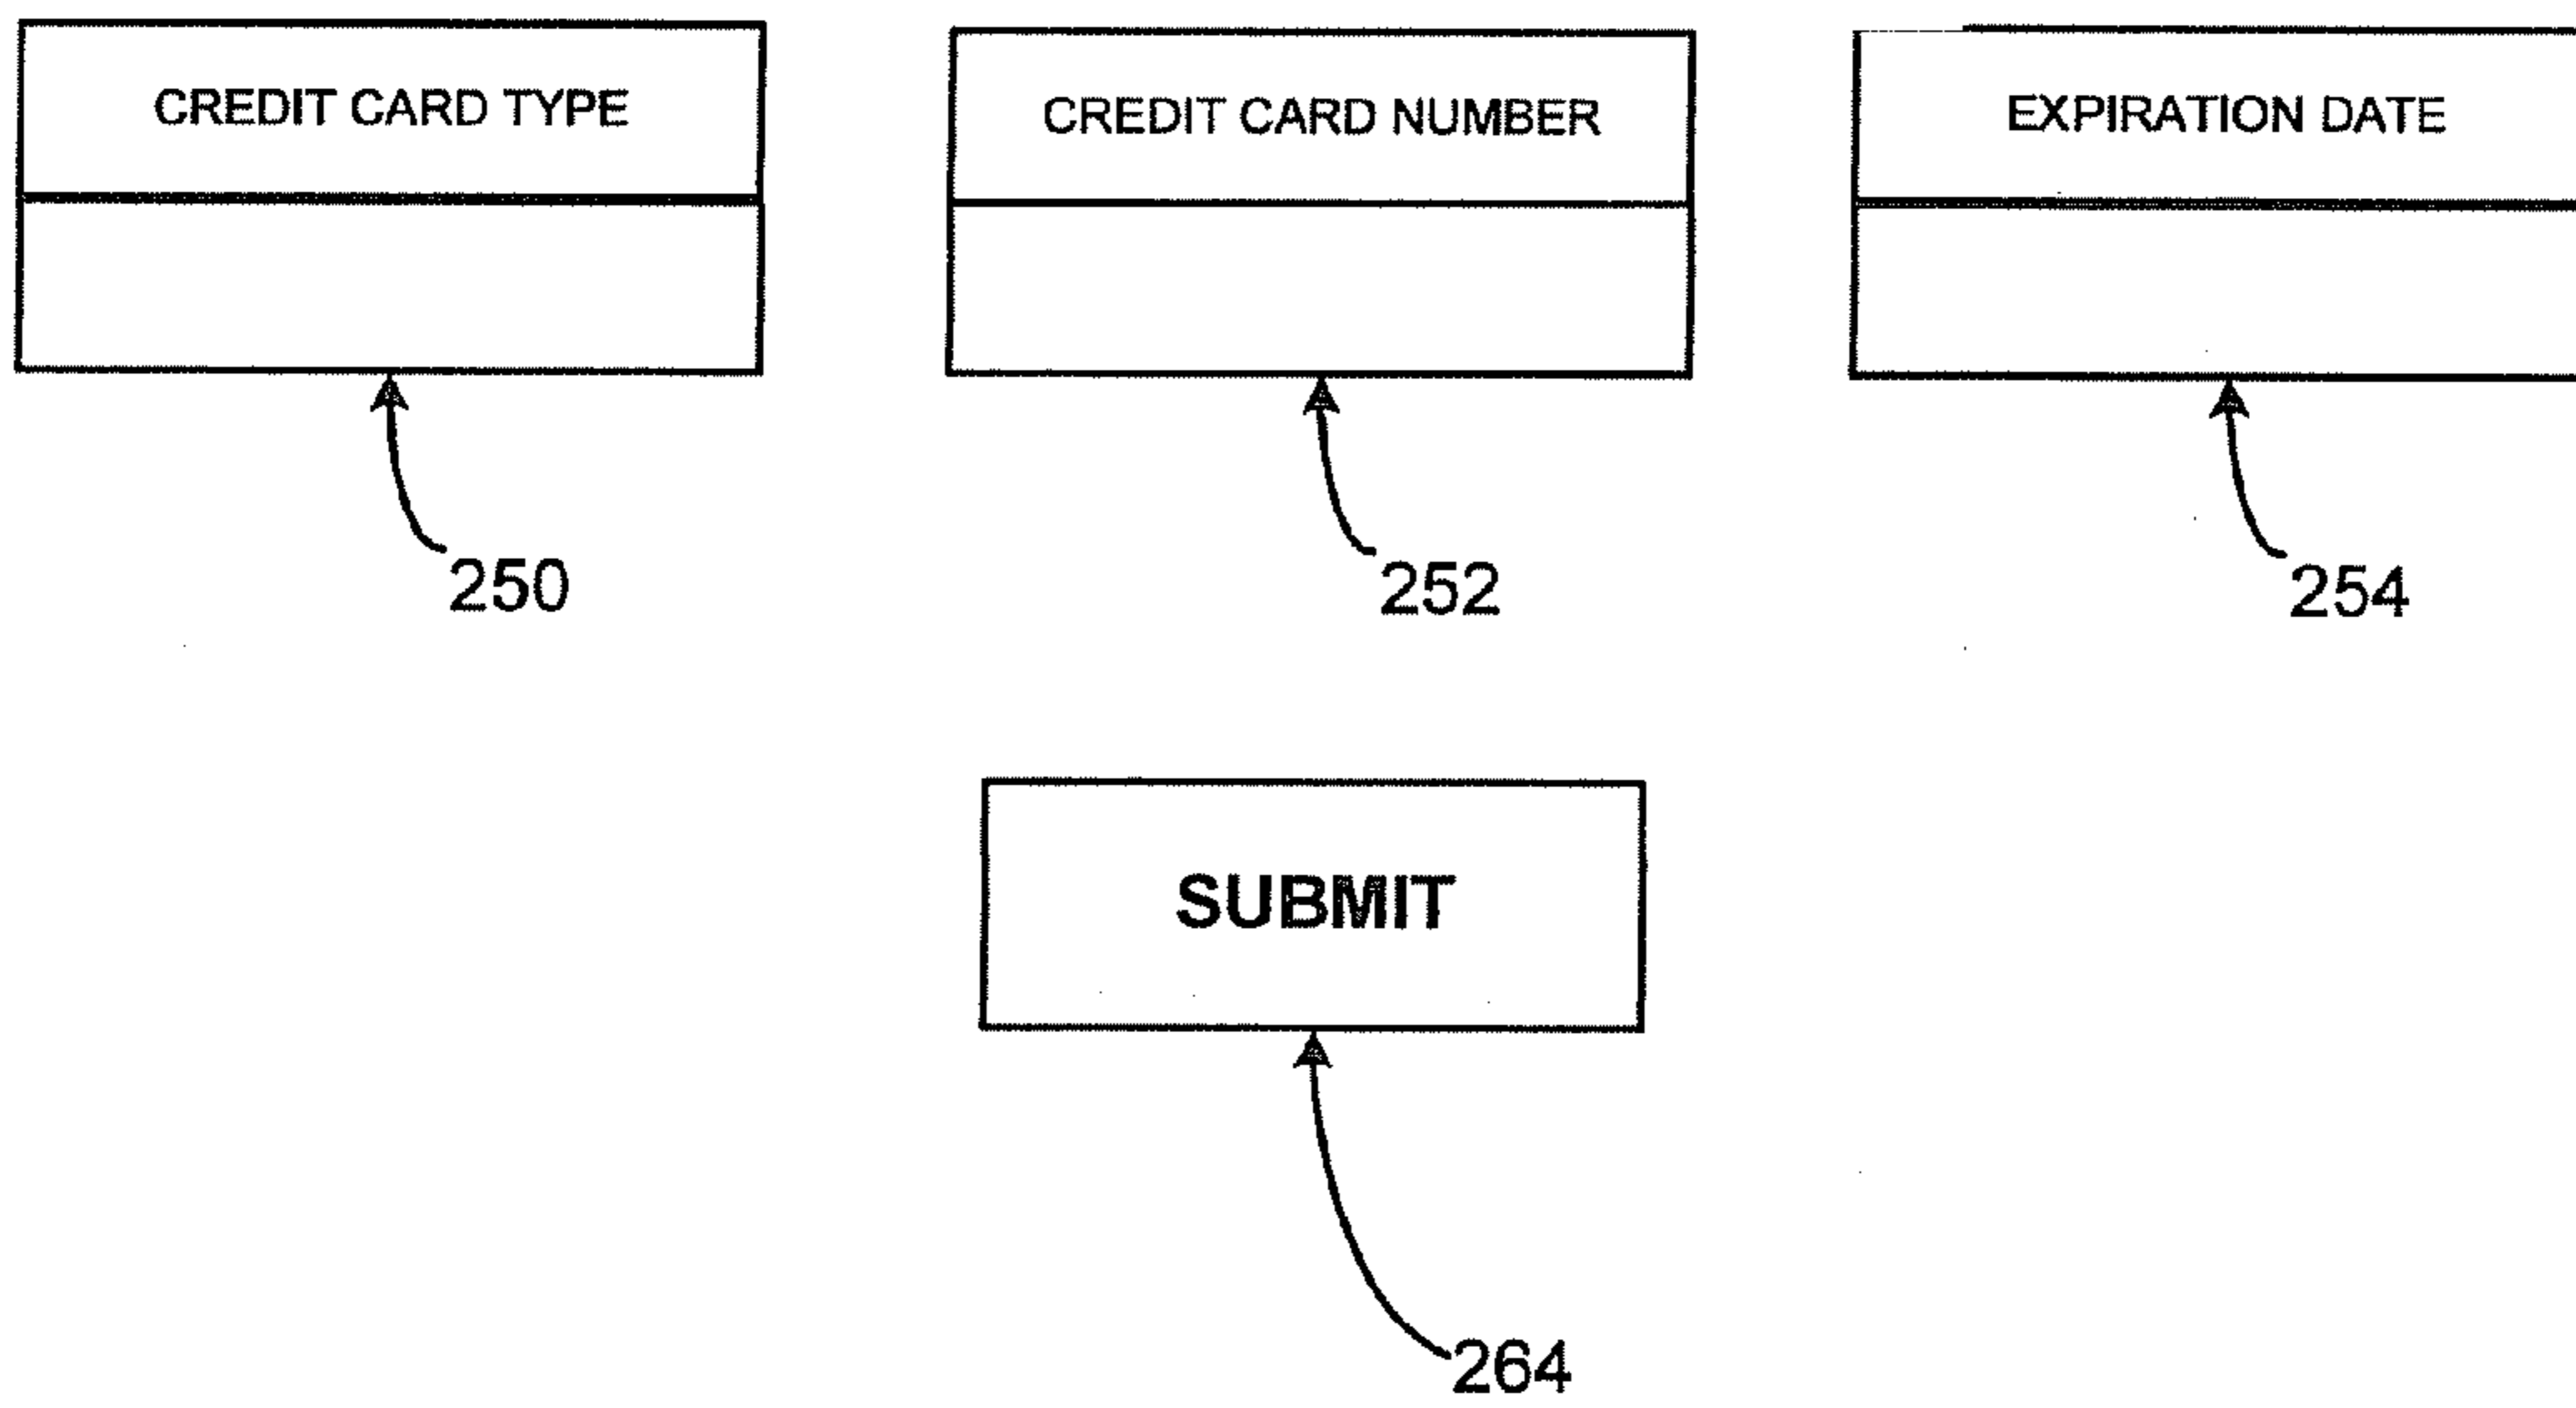 CREDIT CARD TYPE
CREDIT CARD NUMBER
EXPIRATION DATE
250
252
254
SUBMIT
264